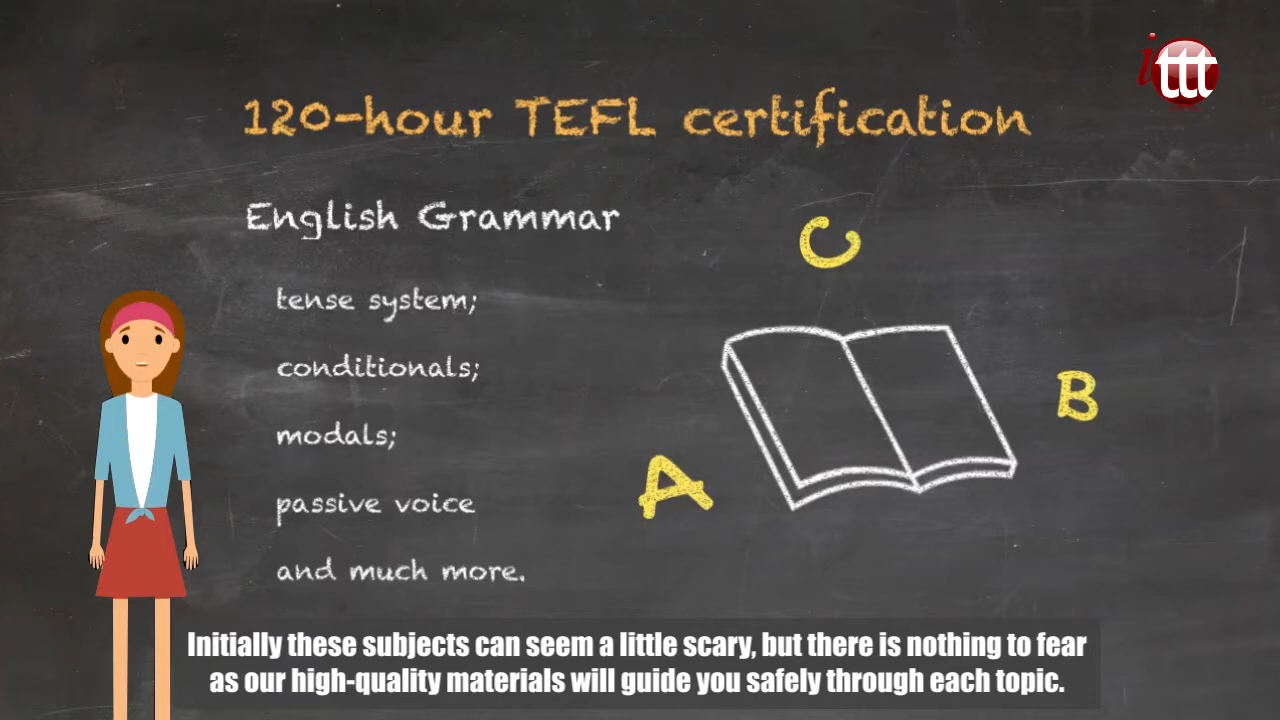 ittt
120-hour TEFL certification
English Grammar
tense system;
conditionals;
modals;
passive voice
and much more.
C
B
A
Initially these subjects can seem a little scary, but there is nothing to fear
as our high-quality materials will guide you safely through each topic.